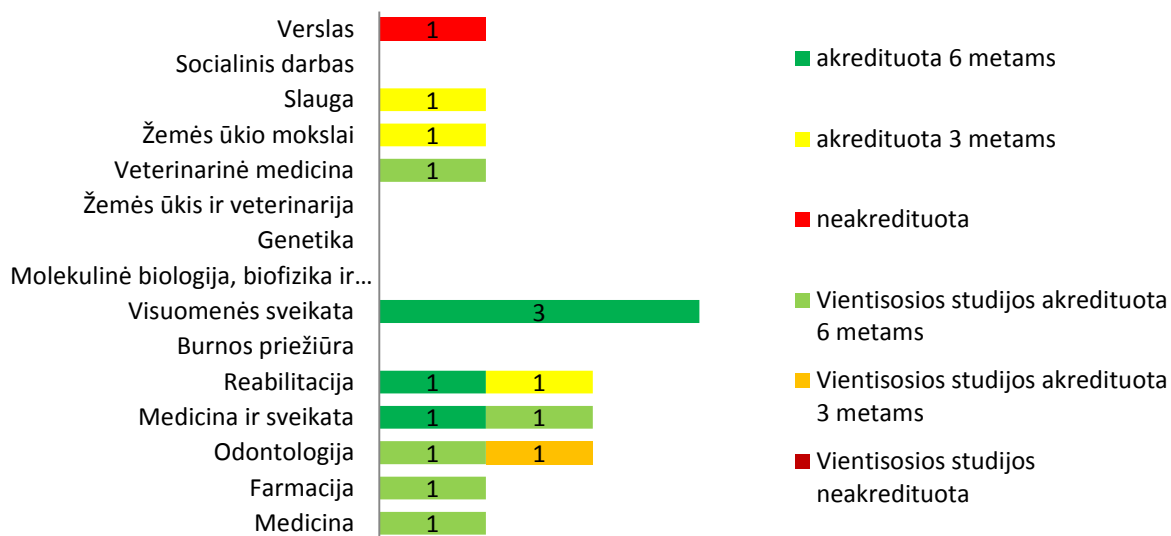 Verslas
1
Socialinis darbas
Slauga
1
Žemės ūkio mokslai
1
Veterinarinė medicina
1
Žemės ūkis ir veterinarija
Genetika
Molekulinė biologija, biofizika ir…
Visuomenės sveikata
3
Burnos priežiūra
Reabilitacija
1 1
Medicina ir sveikata
1 1
Odontologija
1 1
Farmacija
1
Medicina
1
akredituota 6 metams
akredituota 3 metams
neakredituota
Vientisosios studijos akredituota
6 metams
Vientisosios studijos akredituota
3 metams
Vientisosios studijos
neakredituota